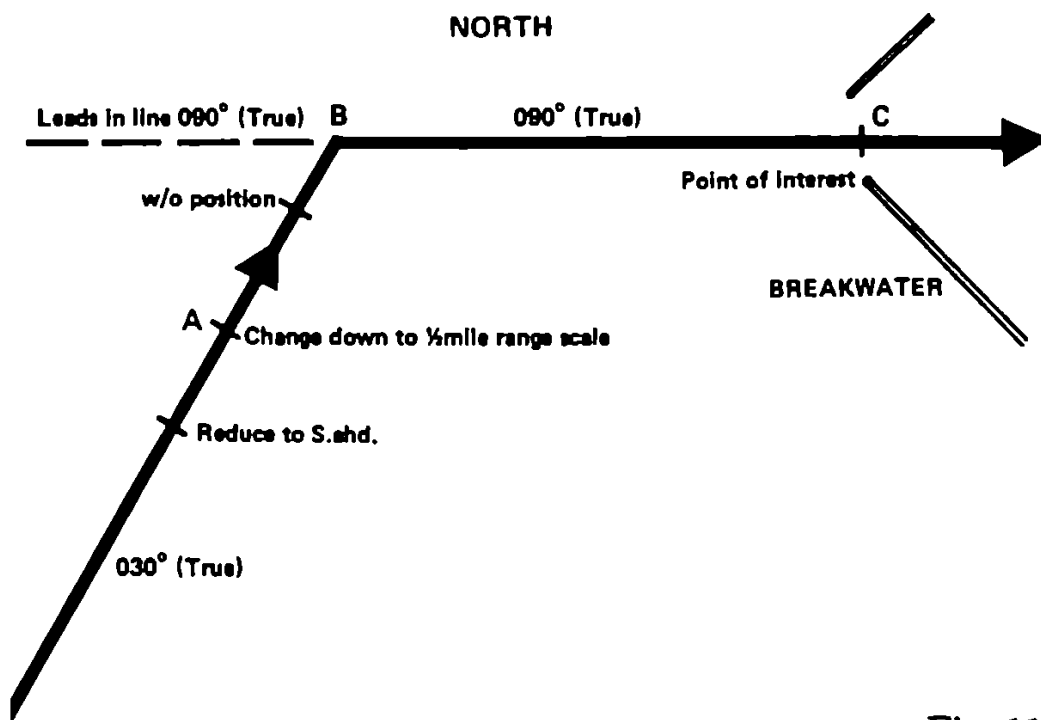 NORTH
Leads in line 090° (True)
B
090° (True)
C
w/o position
Point of interest
BREAKWATER
A
Change down to ½mile range scale
Reduce to S.ahd.
030° (True)